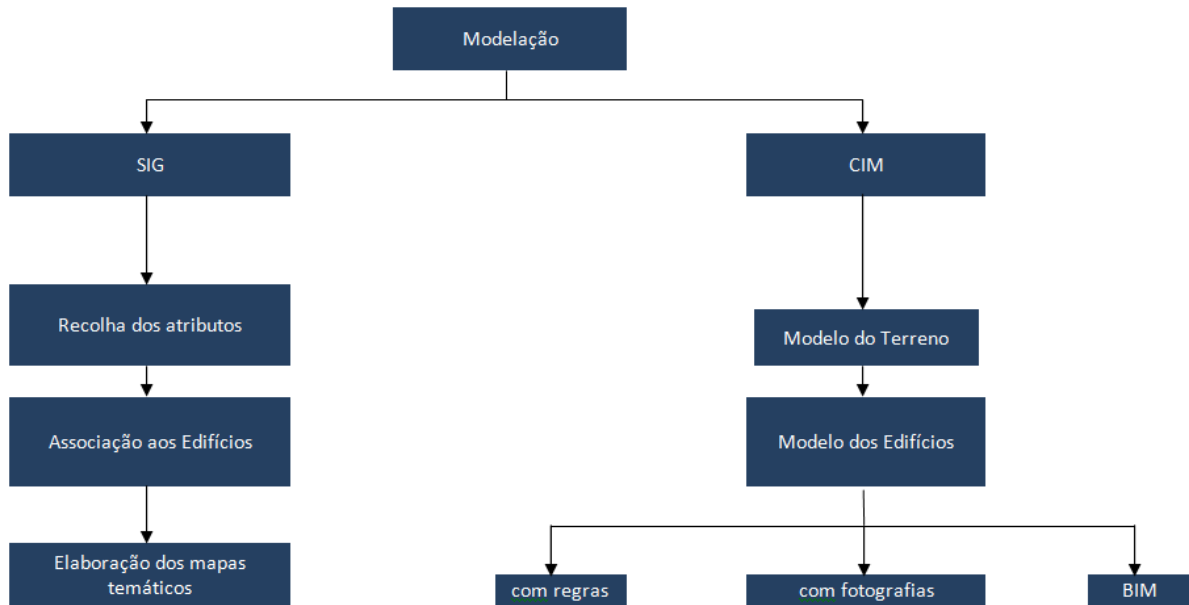 Modelação
SIG
CIM
Recolha dos atributos
Modelo do Terreno
Associação aos Edifícios
Modelo dos Edifícios
Elaboração dos mapas
temáticos
com regras
com fotografias
BIM